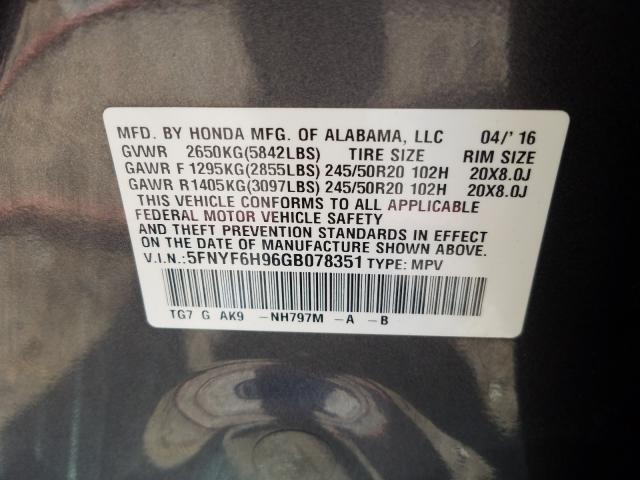 MFD. BY HONDA MFG. OF ALABAMA, LLC 04/'16
GVWR 2650KG(5842LBS) TIRE SIZE RIM SIZE
GAWR F 1295KG(2855LBS) 245/50R20 102H 20X8.0J
GAWR R1405KG(3097LBS) 245/50R20 102H 20X8.0J
THIS VEHICLE CONFORMS TO ALL APPLICABLE
FEDERAL MOTOR VEHICLE SAFETY
AND THEFT PREVENTION STANDARDS IN EFFECT
ON THE DATE OF MANUFACTURE SHOWN ABOVE.
V.I.N.:5FNYF6H96GB078351 TYPE: MPV
TG7 G AK9 -NH797M -A -B